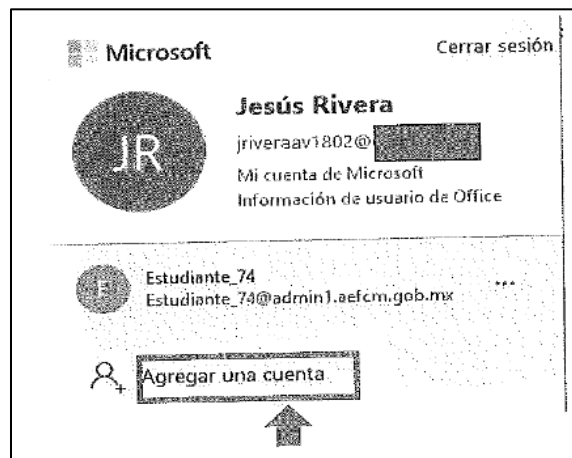 Microsoft
Cerrar sesión
JR
Jesús Rivera
jriveraav1802@
Mi cuenta de Microsoft
Información de usuario de Office
E
Estudiante_74
Estudiante_74@admin1.aefcm.gob.mx
...
Agregar una cuenta